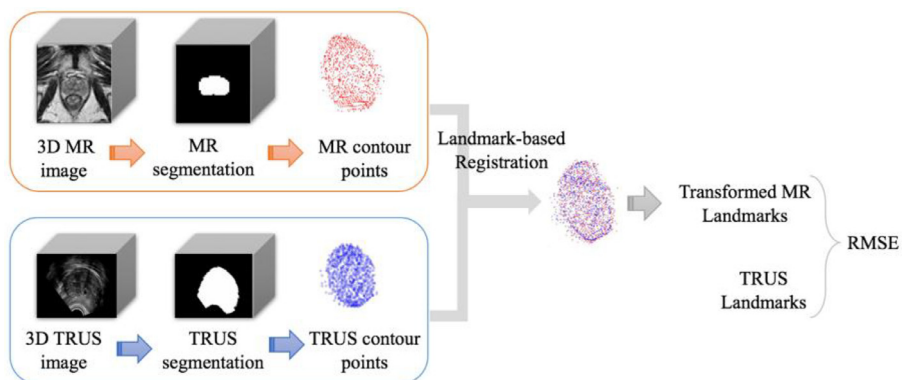 3D MR
image
MR
segmentation
MR contour
points
3D TRUS
image
TRUS
segmentation
TRUS contour
points
Landmark-based
Registration
Transformed MR
Landmarks
TRUS
Landmarks
RMSE